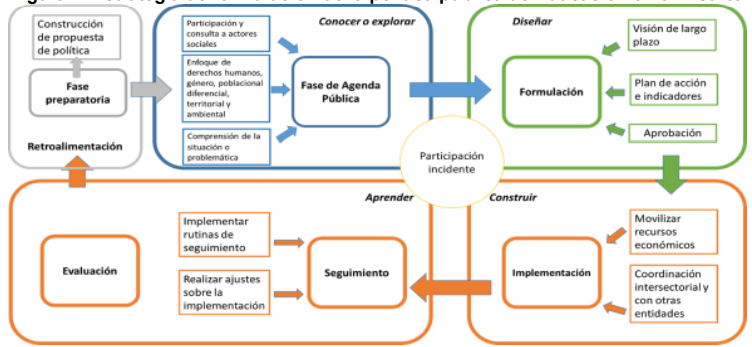 Construcción
de propuesta
de política
Fase
preparatoria
Retroalimentación
Conocer o explorar
Participación y
consulta a actores
sociales
Enfoque de
derechos humanos,
género, poblacional
diferencial,
territorial y
ambiental
Comprensión de la
situación o
problemática
Fase de Agenda
Pública
Diseñar
Formulación
Visión de largo
plazo
Plan de acción
e indicadores
Aprobación
Participación
incidente
Aprender
Evaluación
Implementar
rutinas de
seguimiento
Realizar ajustes
sobre la
implementación
Seguimiento
Construir
Implementación
Movilizar
recursos
económicos
Coordinación
intersectorial y
con otras
entidades